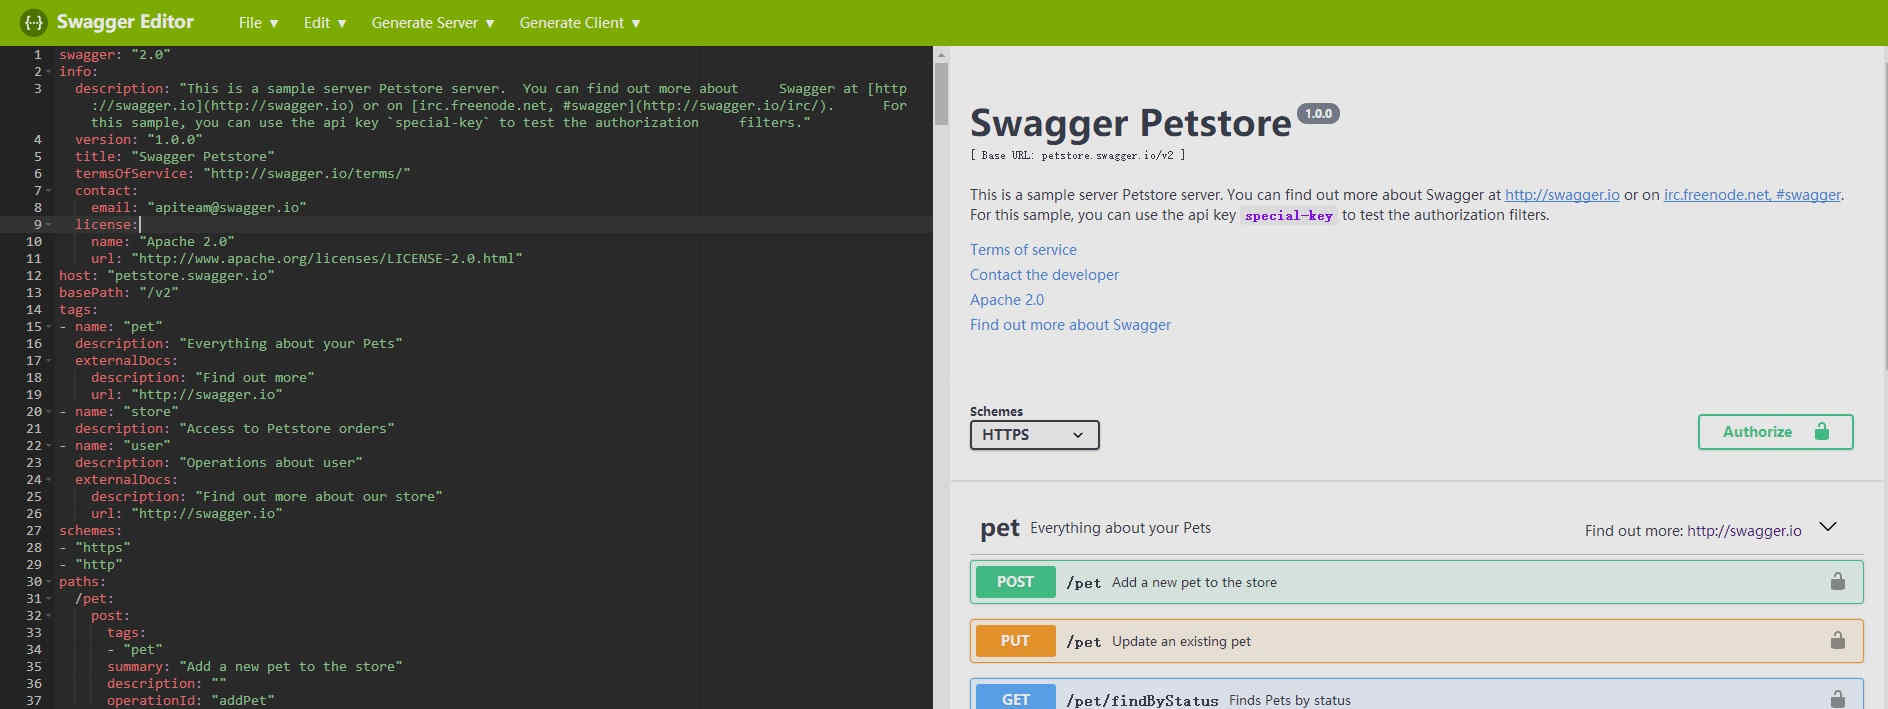 Swagger Editor File ▼ Edit ▼ Generate Server ▼ Generate Client ▼
1 swagger: "2.0"
2 info:
3 description: "This is a sample server Petstore server.  You can find out more about     Swagger at [http
://swagger.io](http://swagger.io) or on [irc.freenode.net, #swagger](http://swagger.io/irc/).      For
this sample, you can use the api key `special-key` to test the authorization     filters."
4 version: "1.0.0"
5 title: "Swagger Petstore"
6 termsOfService: "http://swagger.io/terms/"
7 contact:
8 email: "apiteam@swagger.io"
9 license:
10 name: "Apache 2.0"
11 url: "http://www.apache.org/licenses/LICENSE-2.0.html"
12 host: "petstore.swagger.io"
13 basePath: "/v2"
14 tags:
15 - name: "pet"
16 description: "Everything about your Pets"
17 externalDocs:
18 description: "Find out more"
19 url: "http://swagger.io"
20 - name: "store"
21 description: "Access to Petstore orders"
22 - name: "user"
23 description: "Operations about user"
24 externalDocs:
25 description: "Find out more about our store"
26 url: "http://swagger.io"
27 schemes:
28 - "https"
29 - "http"
30 paths:
31 /pet:
32 post:
33 tags:
34 - "pet"
35 summary: "Add a new pet to the store"
36 description: ""
37 operationId: "addPet"
Swagger Petstore 1.0.0
[ Base URL: petstore.swagger.io/v2 ]
This is a sample server Petstore server. You can find out more about Swagger at http://swagger.io or on irc.freenode.net, #swagger.
For this sample, you can use the api key special-key to test the authorization filters.
Terms of service
Contact the developer
Apache 2.0
Find out more about Swagger
Schemes
HTTPS
Authorize
pet Everything about your Pets Find out more: http://swagger.io
POST /pet Add a new pet to the store
PUT /pet Update an existing pet
GET /pet/findByStatus Finds Pets by status